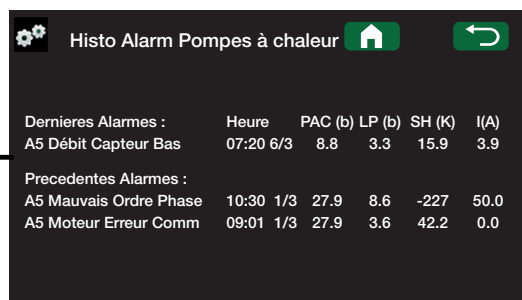 Histo Alarm Pompes à chaleur
Dernieres Alarmes : Heure PAC (b) LP (b) SH (K) I(A)
A5 Débit Capteur Bas 07:20 6/3 8.8 3.3 15.9 3.9
Precedentes Alarmes :
A5 Mauvais Ordre Phase 10:30 1/3 27.9 8.6 -227 50.0
A5 Moteur Erreur Comm 09:01 1/3 27.9 3.6 42.2 0.0